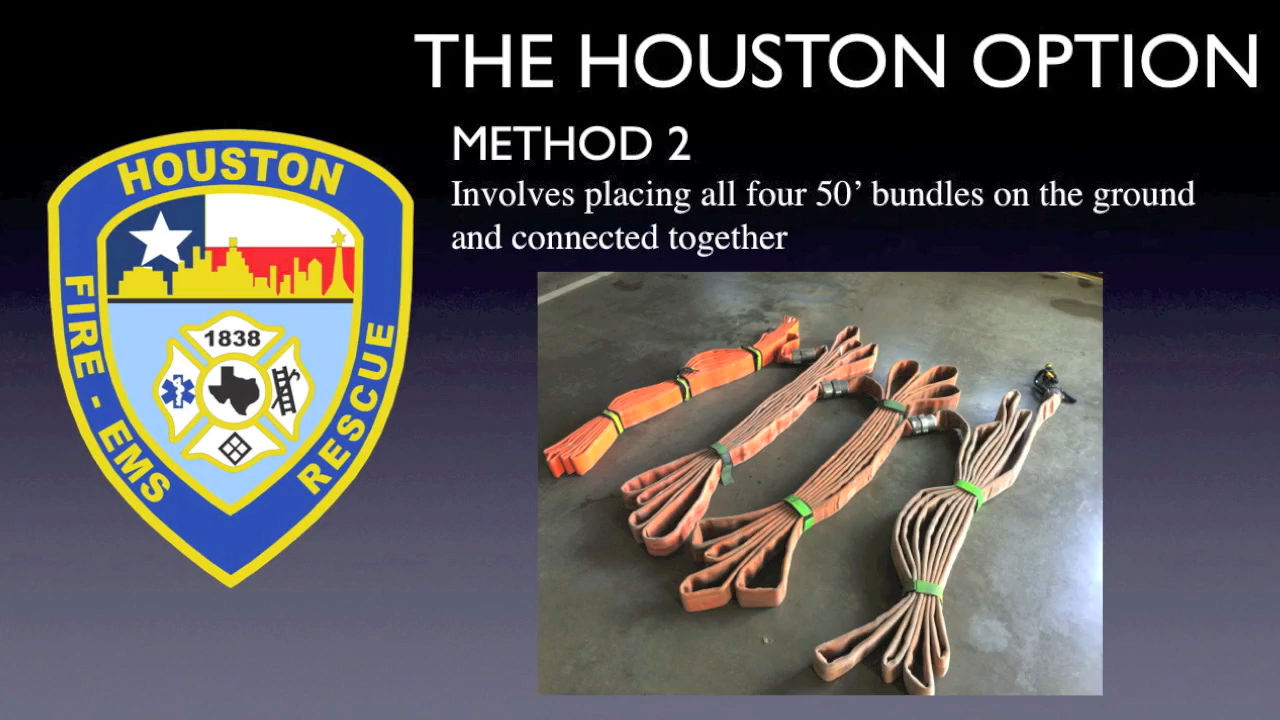 THE HOUSTON OPTION
METHOD 2
Involves placing all four 50’ bundles on the ground
and connected together
HOUSTON
FIRE - EMS
RESCUE
1838